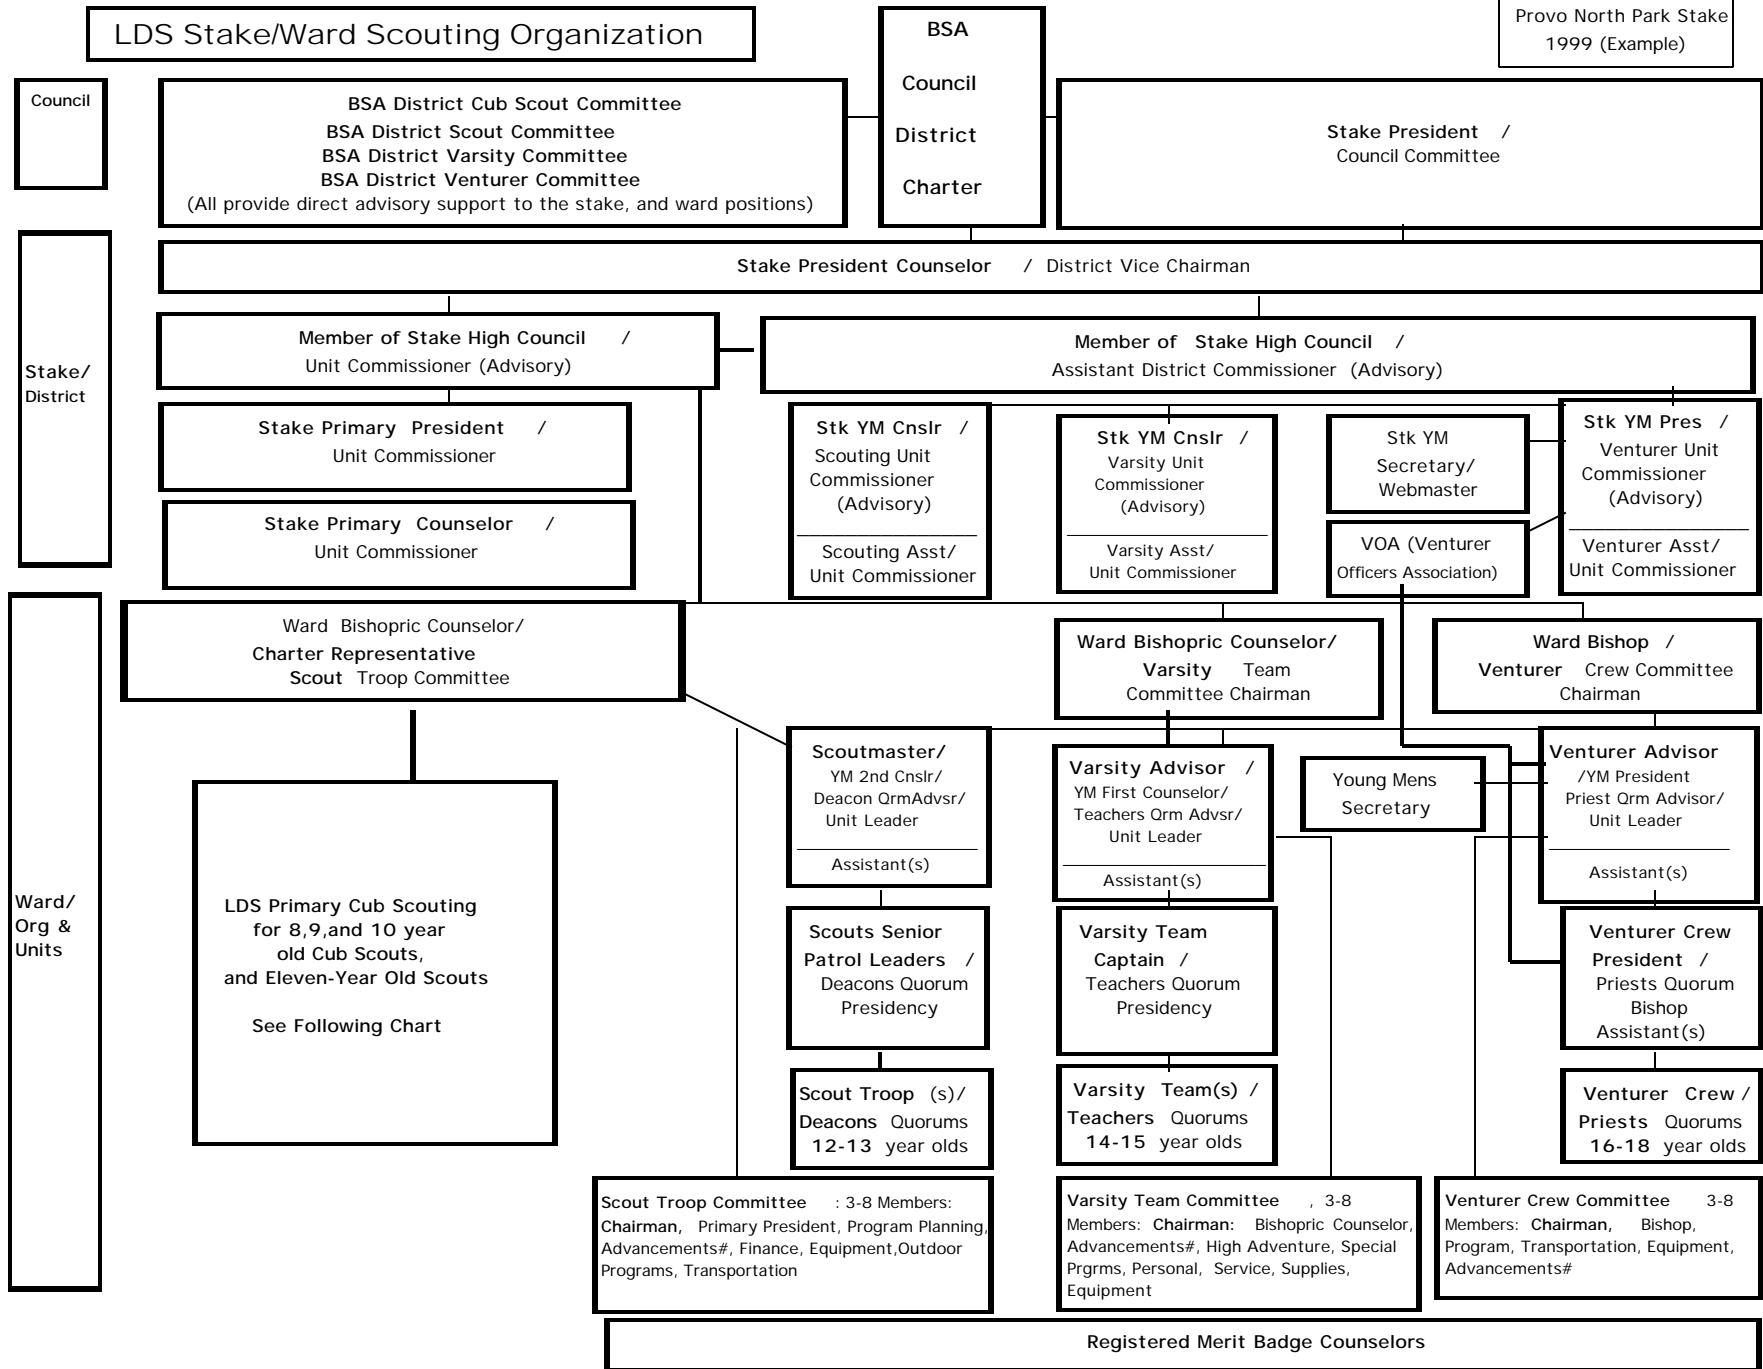 LDS Stake/Ward Scouting Organization
BSA
Council
District
Charter
Provo North Park Stake
1999 (Example)
Council
BSA District Cub Scout Committee
BSA District Scout Committee
BSA District Varsity Committee
BSA District Venturer Committee
(All provide direct advisory support to the stake, and ward positions)
Stake President /
Council Committee
Stake President Counselor / District Vice Chairman
Stake/
District
Member of Stake High Council /
Unit Commissioner (Advisory)
Member of Stake High Council /
Assistant District Commissioner (Advisory)
Stake Primary President /
Unit Commissioner
Stake Primary Counselor /
Unit Commissioner
Stk YM Cnslr /
Scouting Unit
Commissioner
(Advisory)
Scouting Asst/
Unit Commissioner
Stk YM Cnslr /
Varsity Unit
Commissioner
(Advisory)
Varsity Asst/
Unit Commissioner
Stk YM
Secretary/
Webmaster
VOA (Venturer
Officers Association)
Stk YM Pres /
Venturer Unit
Commissioner
(Advisory)
Venturer Asst/
Unit Commissioner
Ward/
Org &
Units
Ward Bishopric Counselor/
Charter Representative
Scout Troop Committee
Ward Bishopric Counselor/
Varsity Team
Committee Chairman
Ward Bishop /
Venturer Crew Committee
Chairman
LDS Primary Cub Scouting
for 8,9,and 10 year
old Cub Scouts,
and Eleven-Year Old Scouts
See Following Chart
Scoutmaster/
YM 2nd Cnslr/
Deacon QrmAdvsr/
Unit Leader
Assistant(s)
Varsity Advisor /
YM First Counselor/
Teachers Qrm Advsr/
Unit Leader
Assistant(s)
Young Mens
Secretary
Venturer Advisor
/YM President
Priest Qrm Advisor/
Unit Leader
Assistant(s)
Scouts Senior
Patrol Leaders /
Deacons Quorum
Presidency
Varsity Team
Captain /
Teachers Quorum
Presidency
Venturer Crew
President /
Priests Quorum
Bishop
Assistant(s)
Scout Troop (s)/
Deacons Quorums
12-13 year olds
Varsity Team(s) /
Teachers Quorums
14-15 year olds
Venturer Crew /
Priests Quorums
16-18 year olds
Scout Troop Committee : 3-8 Members:
Chairman, Primary President, Program Planning,
Advancements#, Finance, Equipment,Outdoor
Programs, Transportation
Varsity Team Committee , 3-8
Members: Chairman: Bishopric Counselor,
Advancements#, High Adventure, Special
Prgrms, Personal, Service, Supplies,
Equipment
Venturer Crew Committee 3-8
Members: Chairman, Bishop,
Program, Transportation, Equipment,
Advancements#
Registered Merit Badge Counselors